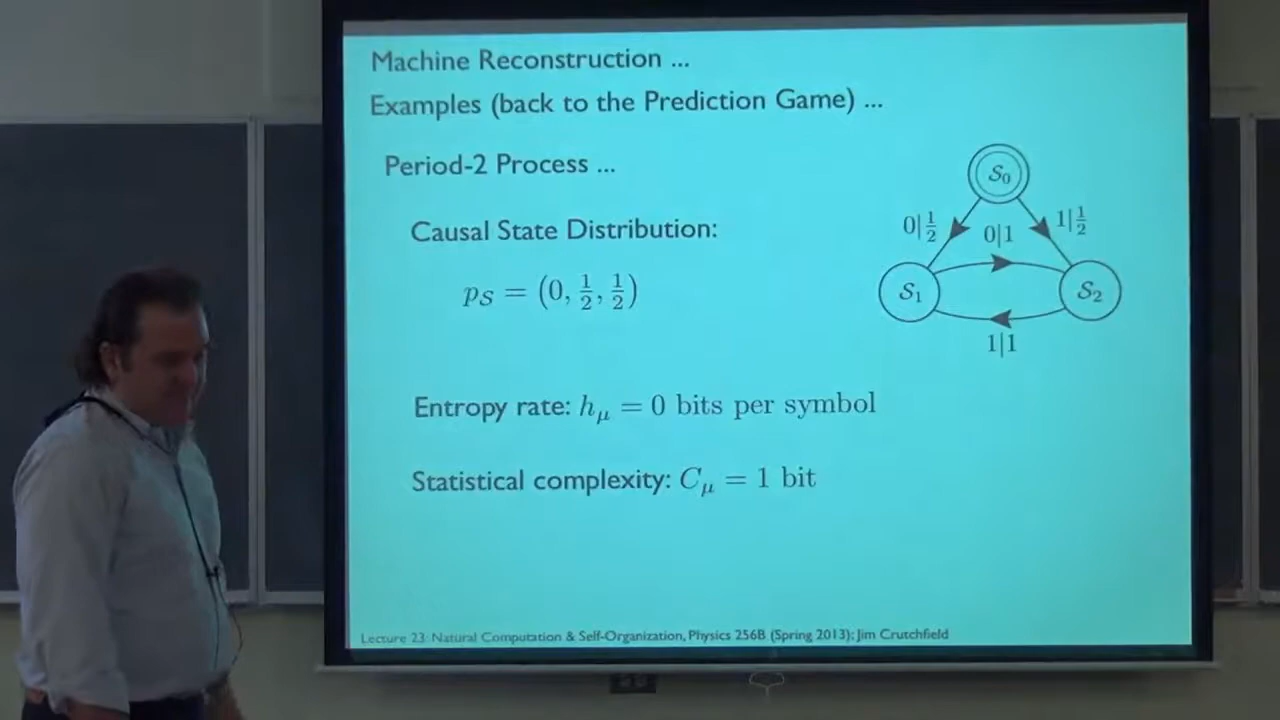 Machine Reconstruction ...
Examples (back to the Prediction Game) ...
Period-2 Process ...
Causal State Distribution:
p_S = (0, 1/2, 1/2)
Entropy rate: h_μ = 0 bits per symbol
Statistical complexity: C_μ = 1 bit
S_0
0|1/2
1|1/2
0|1
S_1
S_2
1|1
Lecture 23: Natural Computation & Self-Organization, Physics 256B (Spring 2013); Jim Crutchfield